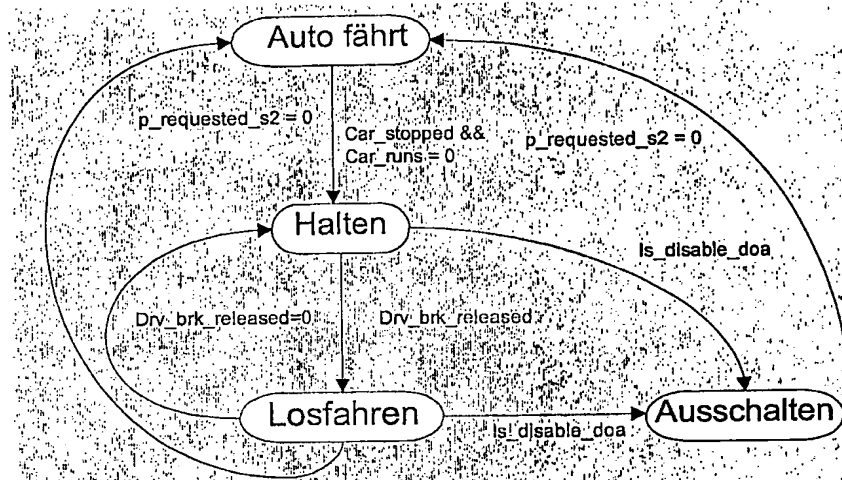 Auto fährt
p_requested_s2 = 0
Car_stopped &&
Car_runs = 0
p_requested_s2 = 0
Halten
Is_disable_doa
Drv_brk_released=0
Drv_brk_released
Losfahren
Is_disable_doa
Ausschalten